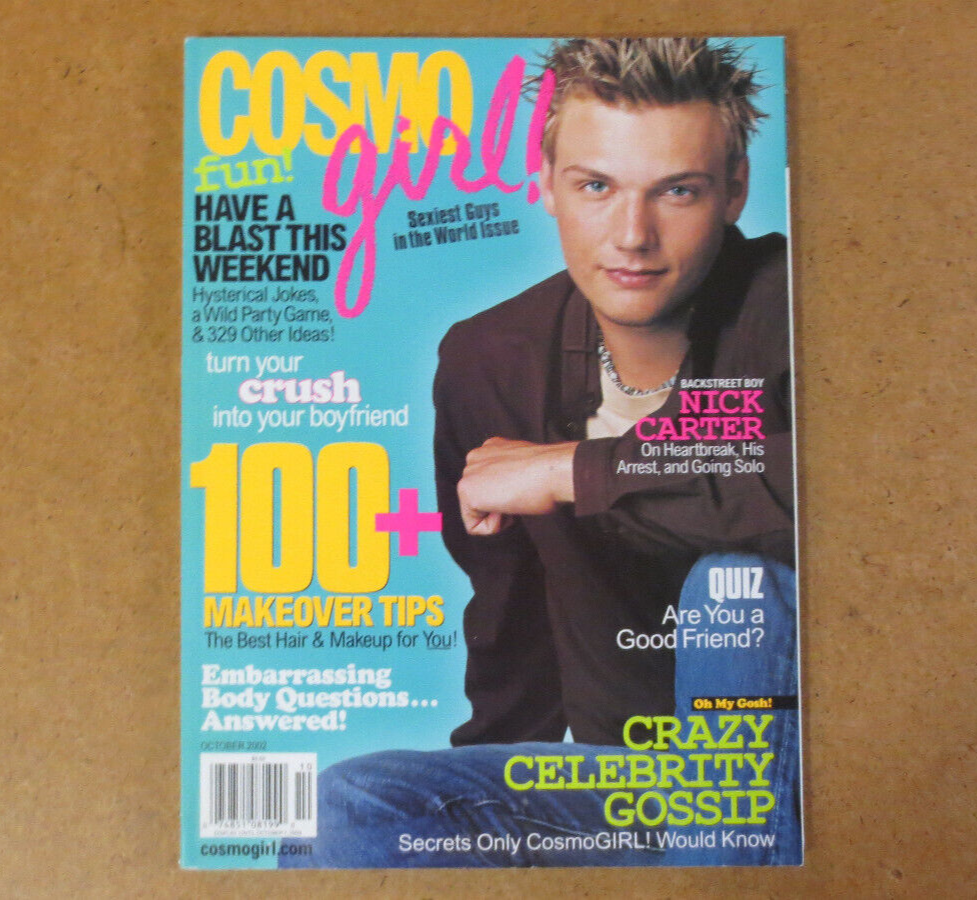 COSMO
girl!
fun!
HAVE A
BLAST THIS
WEEKEND
Hysterical Jokes,
a Wild Party Game,
& 329 Other Ideas!
Sexiest Guys
in the World Issue
turn your
crush
into your boyfriend
BACKSTREET BOY
NICK
CARTER
On Heartbreak, His
Arrest, and Going Solo
100+
MAKEOVER TIPS
The Best Hair & Makeup for You!
QUIZ
Are You a
Good Friend?
Embarrassing
Body Questions...
Answered!
Oh My Gosh!
CRAZY
CELEBRITY
GOSSIP
Secrets Only CosmoGIRL! Would Know
OCTOBER 2002
10
cosmogirl.com